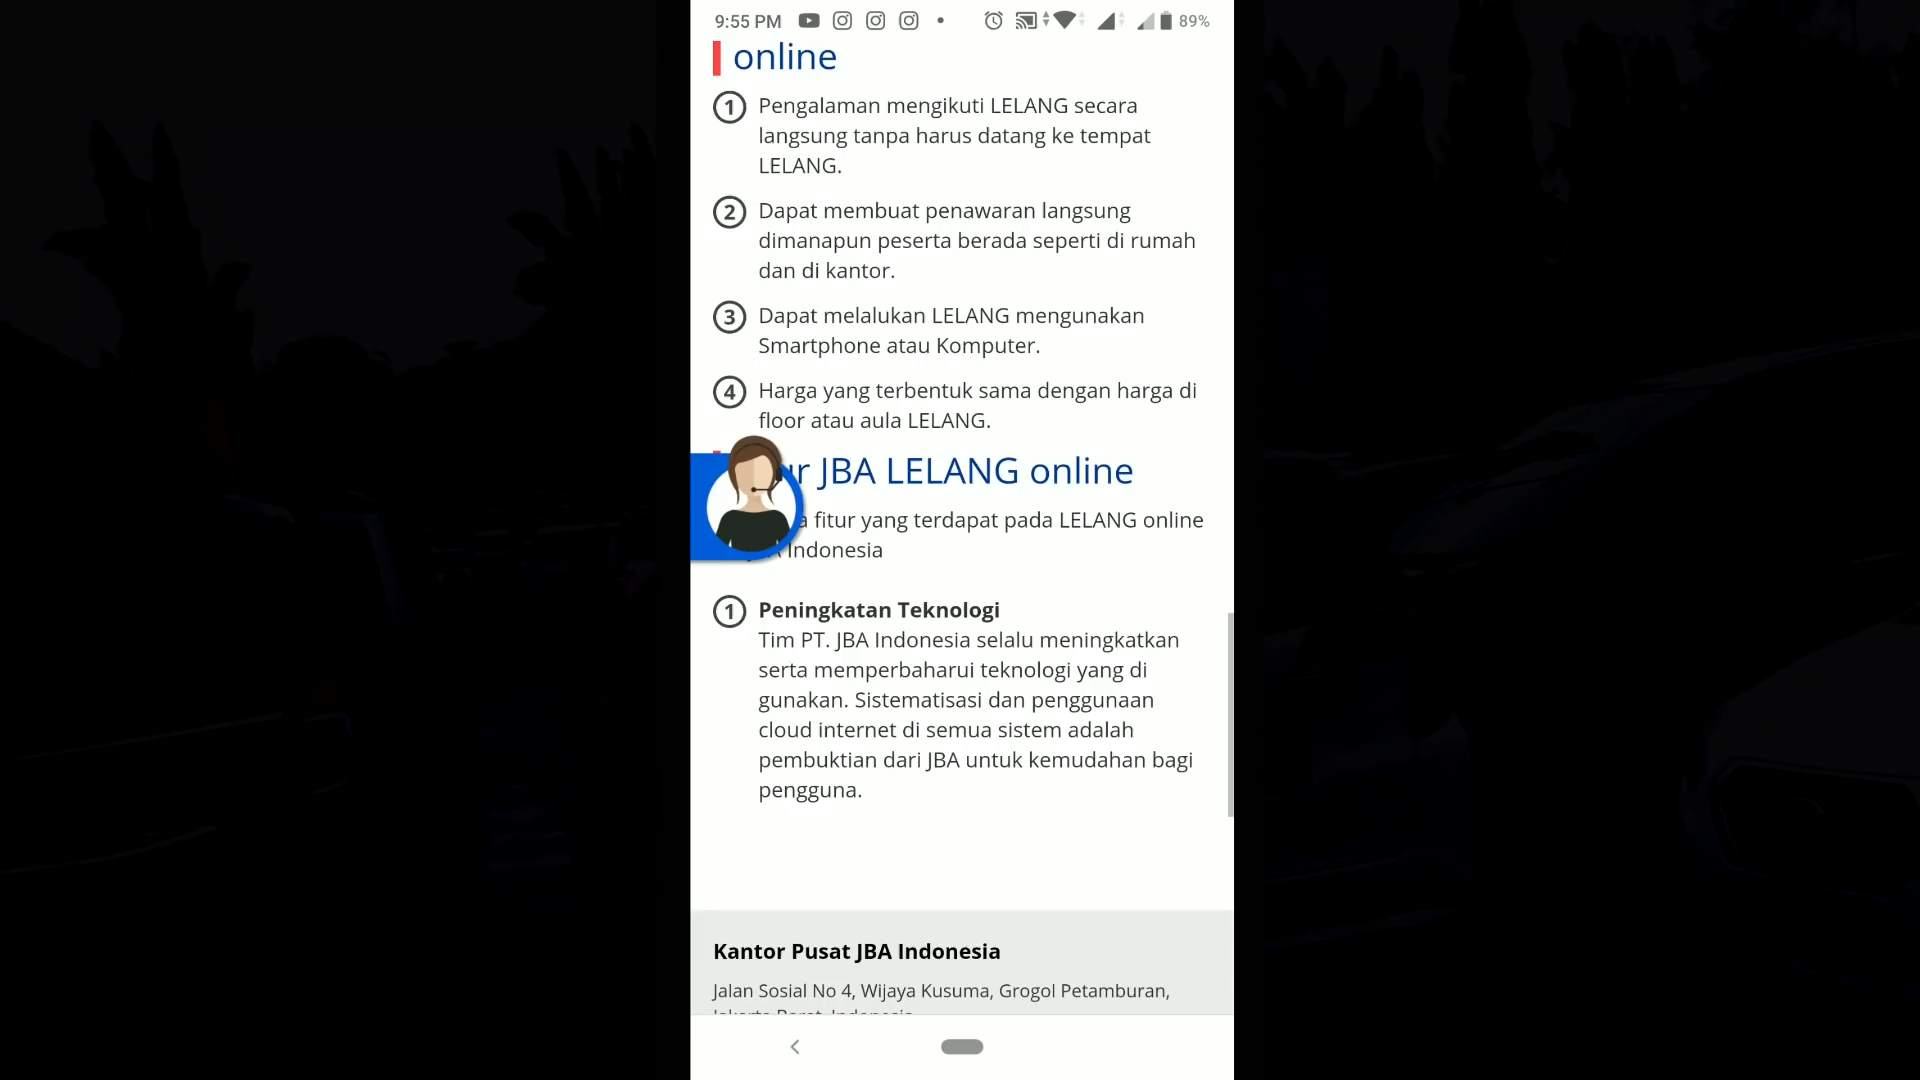 9:55 PM 89%
online
1 Pengalaman mengikuti LELANG secara
langsung tanpa harus datang ke tempat
LELANG.
2 Dapat membuat penawaran langsung
dimanapun peserta berada seperti di rumah
dan di kantor.
3 Dapat melalukan LELANG mengunakan
Smartphone atau Komputer.
4 Harga yang terbentuk sama dengan harga di
floor atau aula LELANG.
JBA LELANG online
fitur yang terdapat pada LELANG online
Indonesia
1 Peningkatan Teknologi
Tim PT. JBA Indonesia selalu meningkatkan
serta memperbaharui teknologi yang di
gunakan. Sistematisasi dan penggunaan
cloud internet di semua sistem adalah
pembuktian dari JBA untuk kemudahan bagi
pengguna.
Kantor Pusat JBA Indonesia
Jalan Sosial No 4, Wijaya Kusuma, Grogol Petamburan,